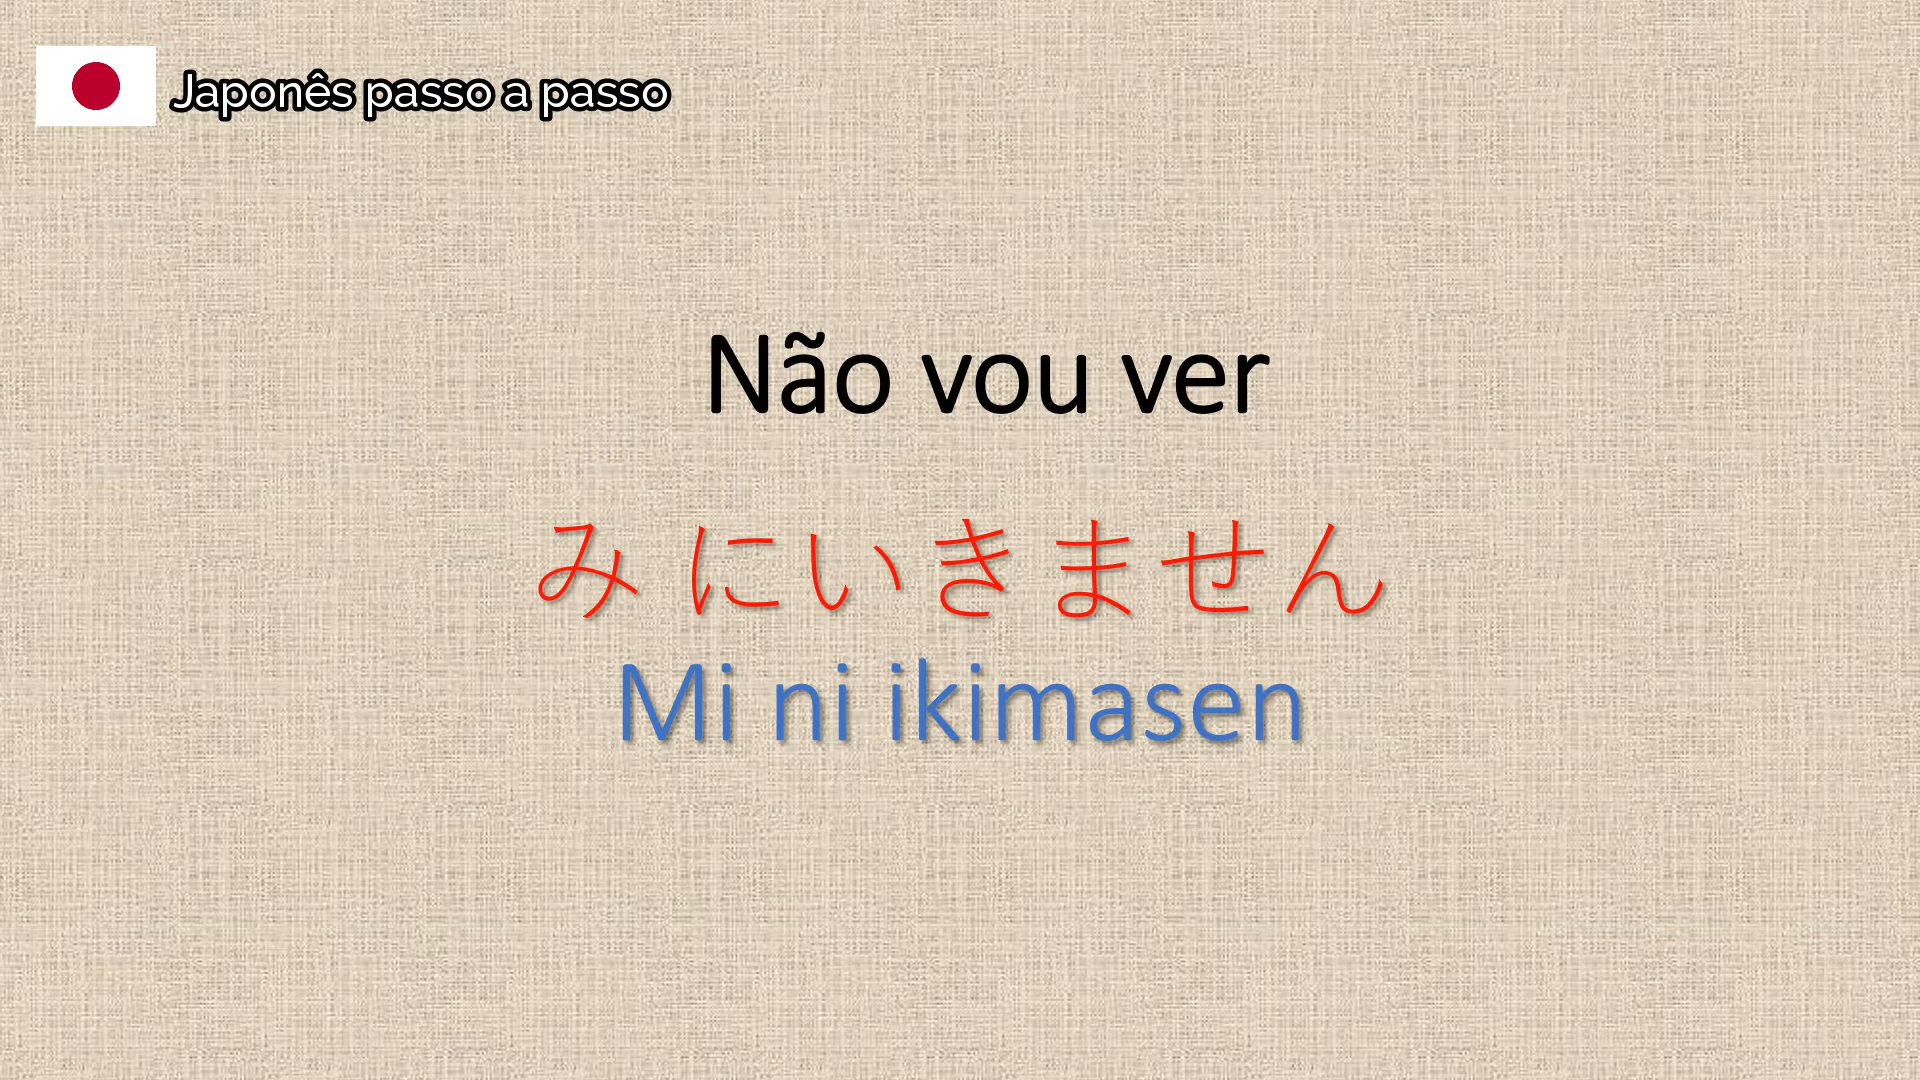 Japonês passo a passo
Não vou ver
み にいきません
Mi ni ikimasen